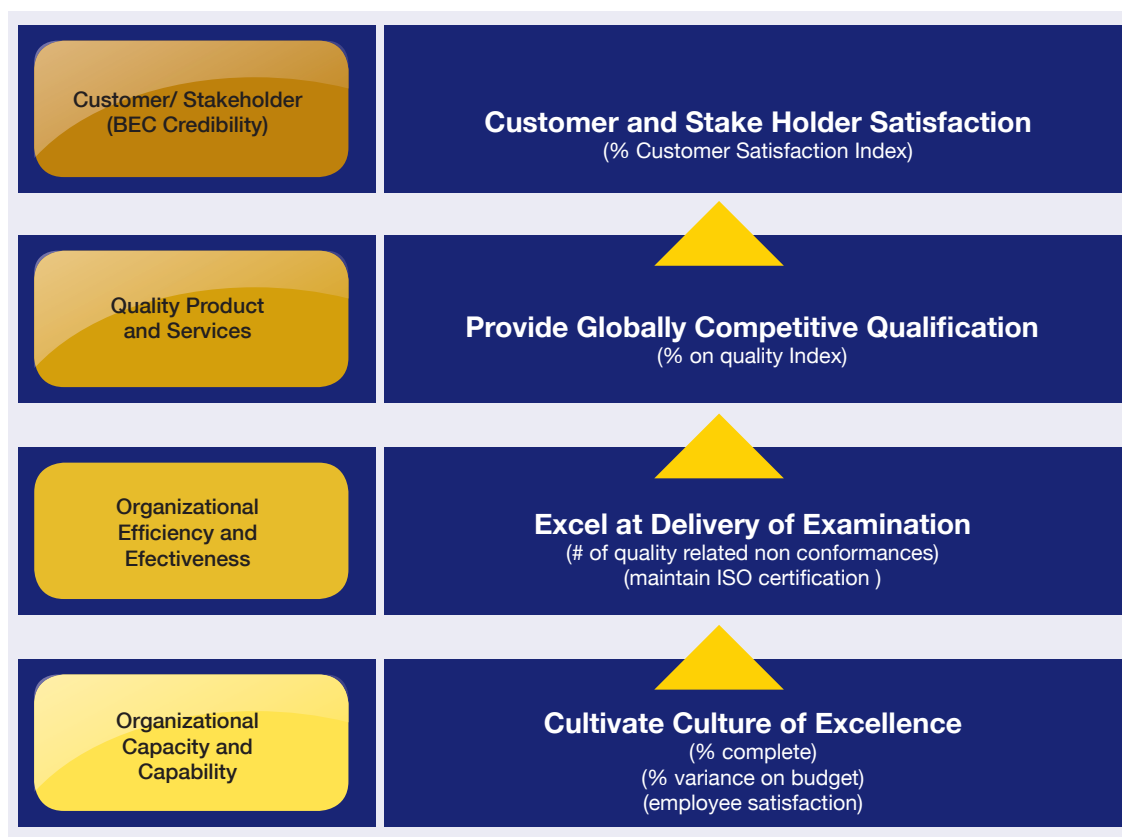 Customer/ Stakeholder
(BEC Credibility)
Customer and Stake Holder Satisfaction
(% Customer Satisfaction Index)
Quality Product
and Services
Provide Globally Competitive Qualification
(% on quality Index)
Organizational
Efficiency and
Efectiveness
Excel at Delivery of Examination
(# of quality related non conformances)
(maintain ISO certification )
Organizational
Capacity and
Capability
Cultivate Culture of Excellence
(% complete)
(% variance on budget)
(employee satisfaction)